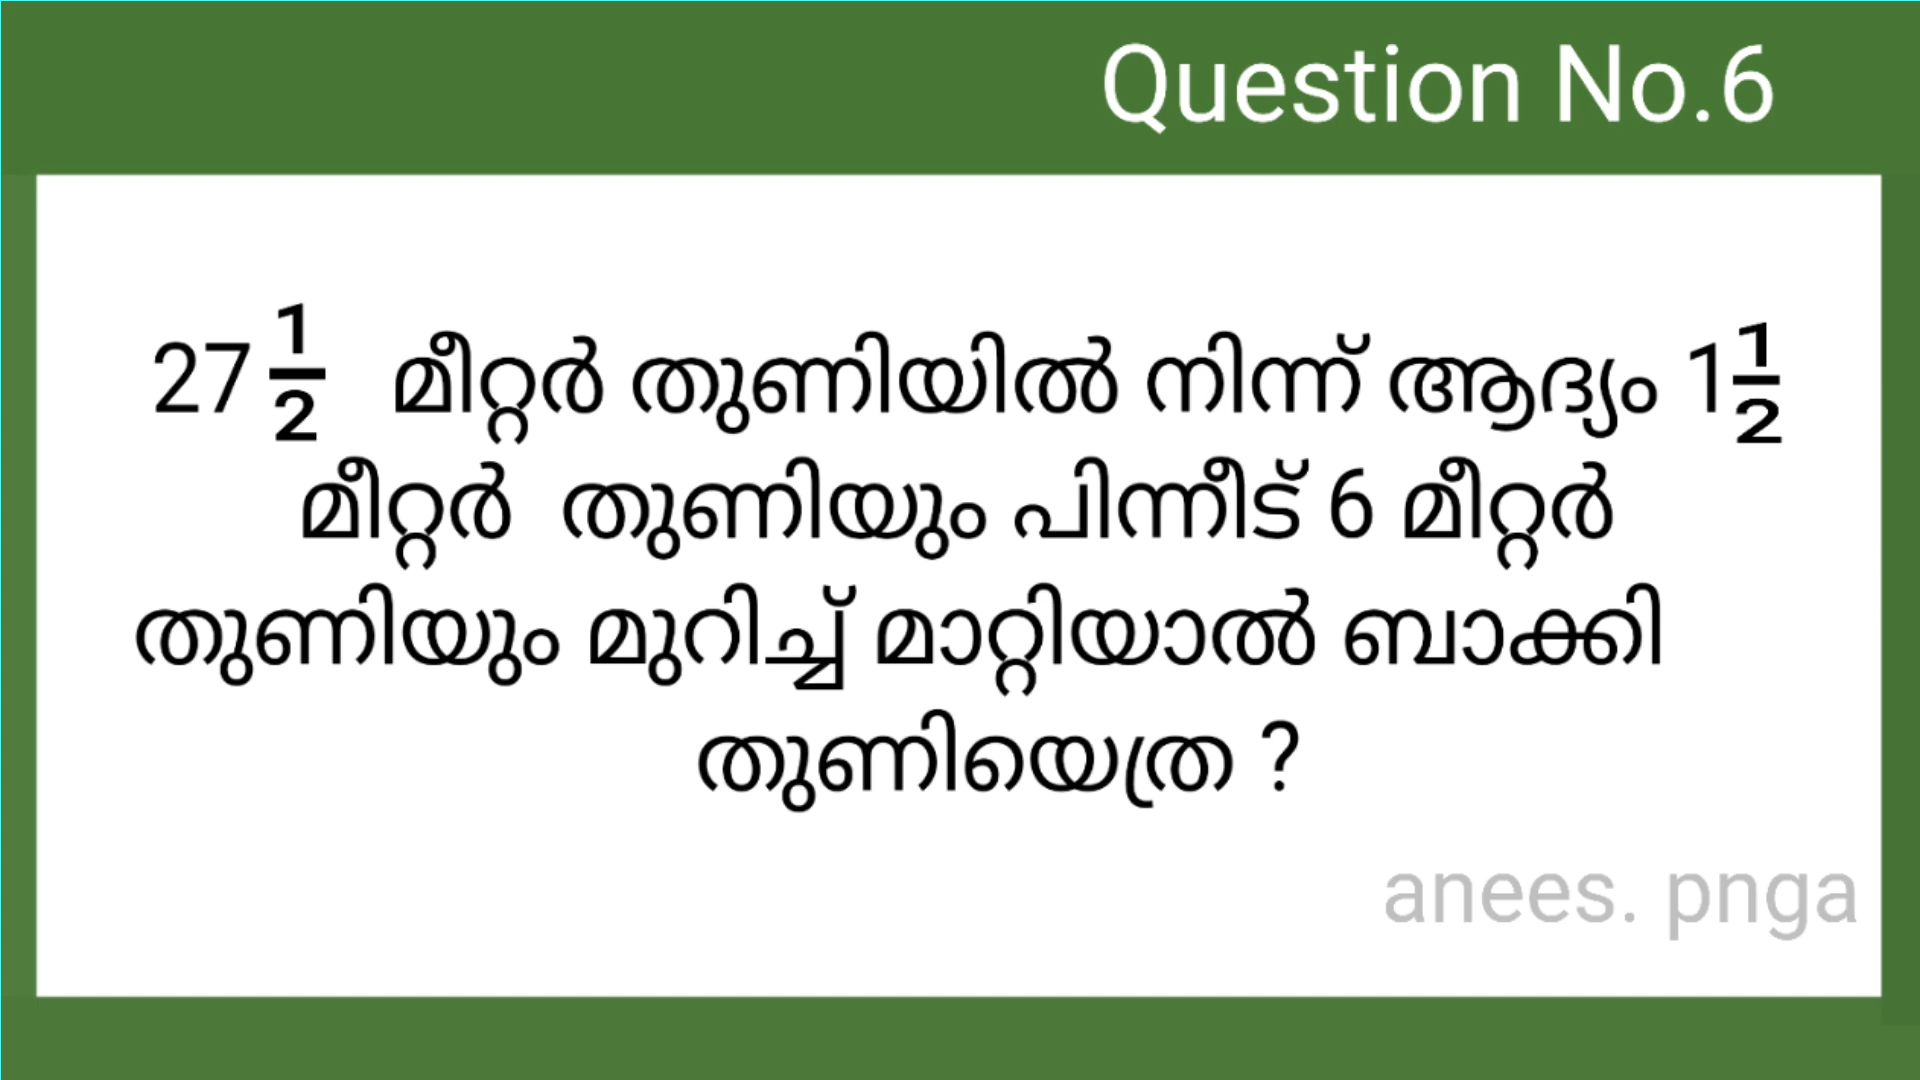 Question No.6
27 1/2 മീറ്റർ തുണിയിൽ നിന്ന് ആദ്യം 1 1/2
മീറ്റർ തുണിയും പിന്നീട് 6 മീറ്റർ
തുണിയും മുറിച്ച് മാറ്റിയാൽ ബാക്കി
തുണിയെത്ര ?
anees. pnga